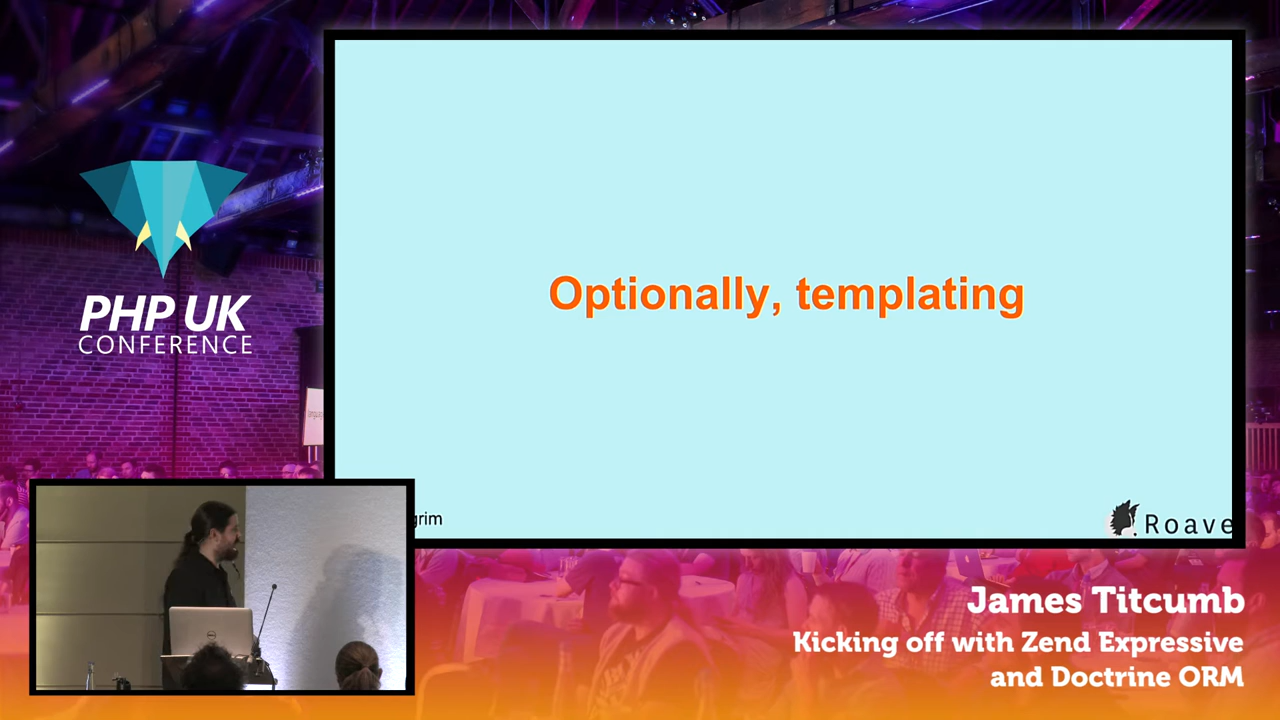 Optionally, templating
PHP UK
CONFERENCE
grim
Roave
James Titcumb
Kicking off with Zend Expressive
and Doctrine ORM